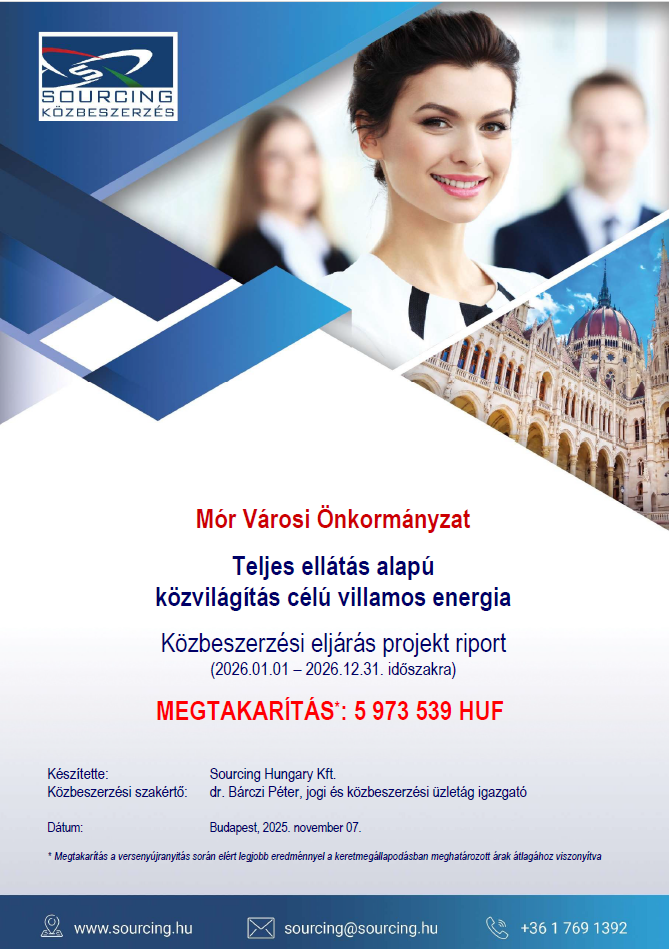 SOURCING
KÖZBESZERZÉS
Mór Városi Önkormányzat
Teljes ellátás alapú
közvilágítás célú villamos energia
Közbeszerzési eljárás projekt riport
(2026.01.01 – 2026.12.31. időszakra)
MEGTAKARÍTÁS*: 5 973 539 HUF
Készítette: Sourcing Hungary Kft.
Közbeszerzési szakértő: dr. Bárczi Péter, jogi és közbeszerzési üzletág igazgató
Dátum: Budapest, 2025. november 07.
* Megtakarítás a versenyújranyitás során elért legjobb eredménnyel a keretmegállapodásban meghatározott árak átlagához viszonyítva
www.sourcing.hu sourcing@sourcing.hu +36 1 769 1392